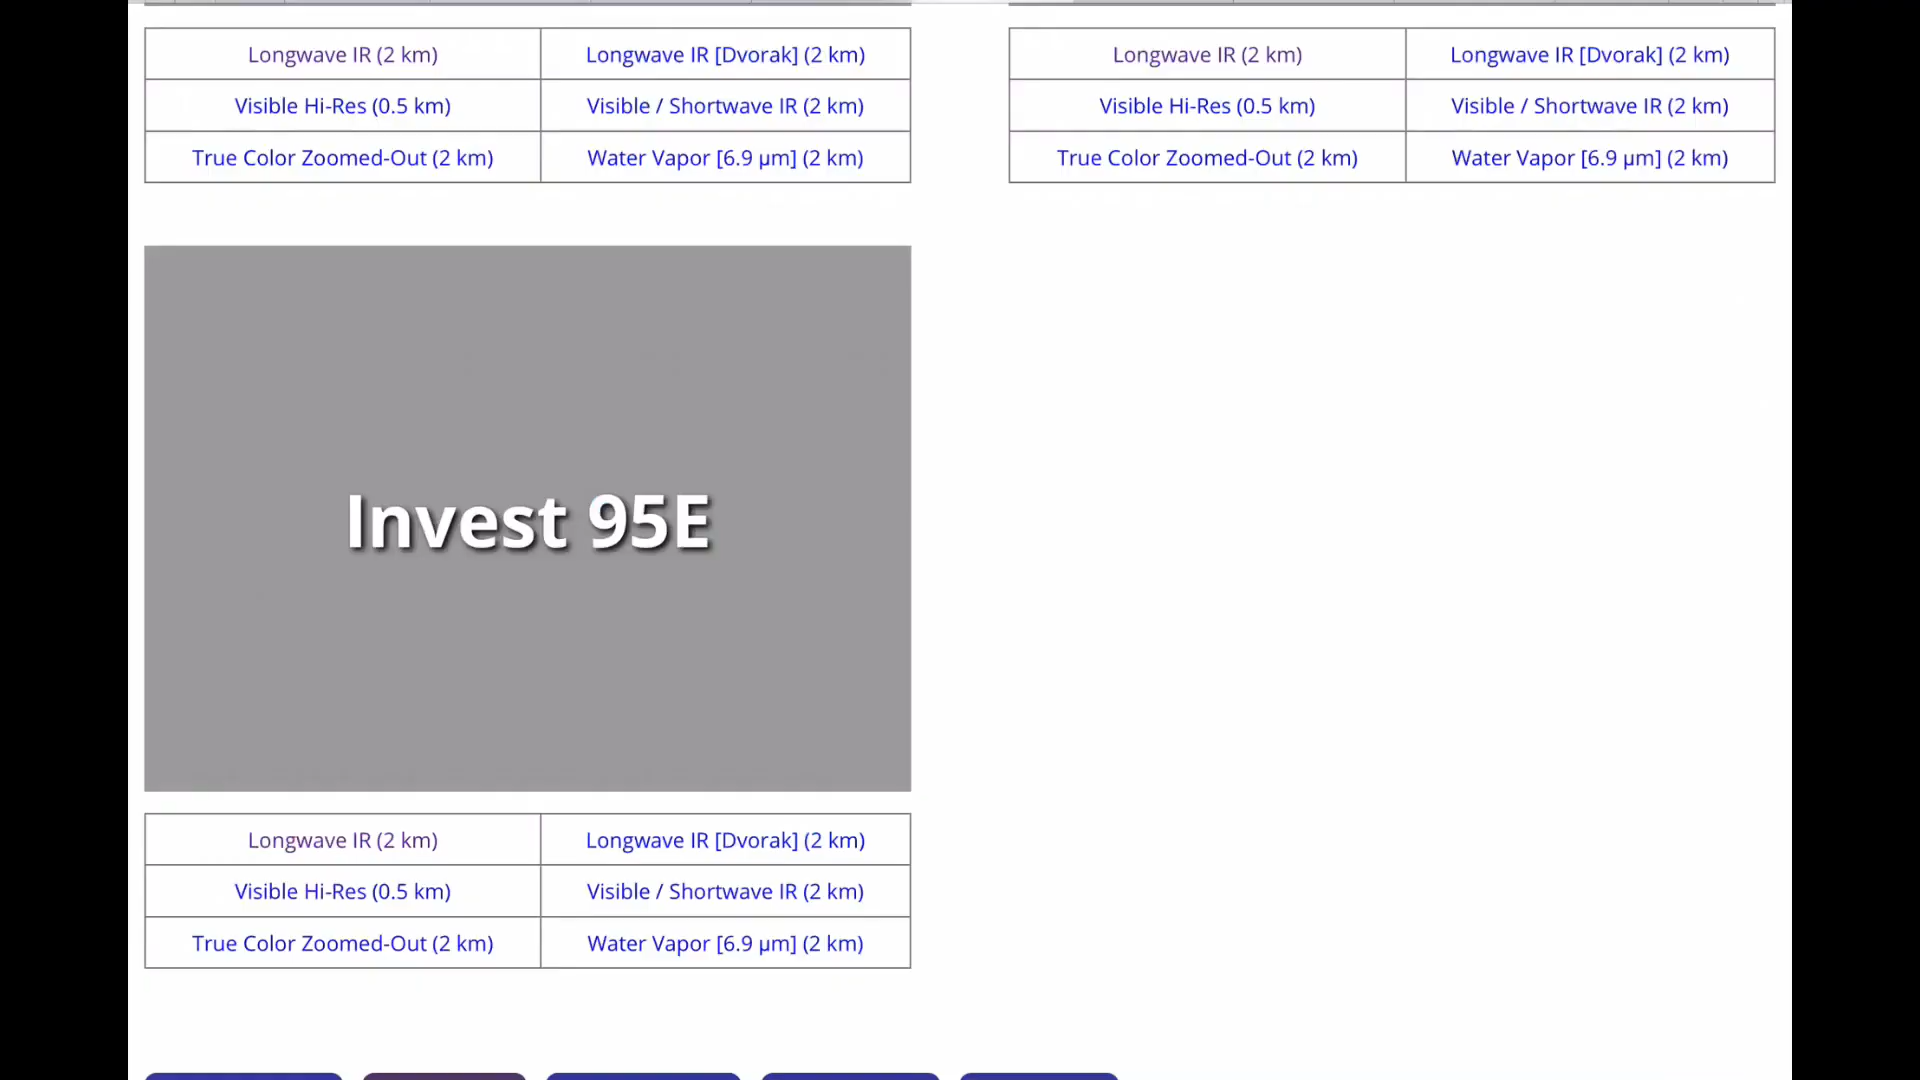 Longwave IR (2 km) Longwave IR [Dvorak] (2 km)
Visible Hi-Res (0.5 km) Visible / Shortwave IR (2 km)
True Color Zoomed-Out (2 km) Water Vapor [6.9 µm] (2 km)
Longwave IR (2 km) Longwave IR [Dvorak] (2 km)
Visible Hi-Res (0.5 km) Visible / Shortwave IR (2 km)
True Color Zoomed-Out (2 km) Water Vapor [6.9 µm] (2 km)
Invest 95E
Longwave IR (2 km) Longwave IR [Dvorak] (2 km)
Visible Hi-Res (0.5 km) Visible / Shortwave IR (2 km)
True Color Zoomed-Out (2 km) Water Vapor [6.9 µm] (2 km)